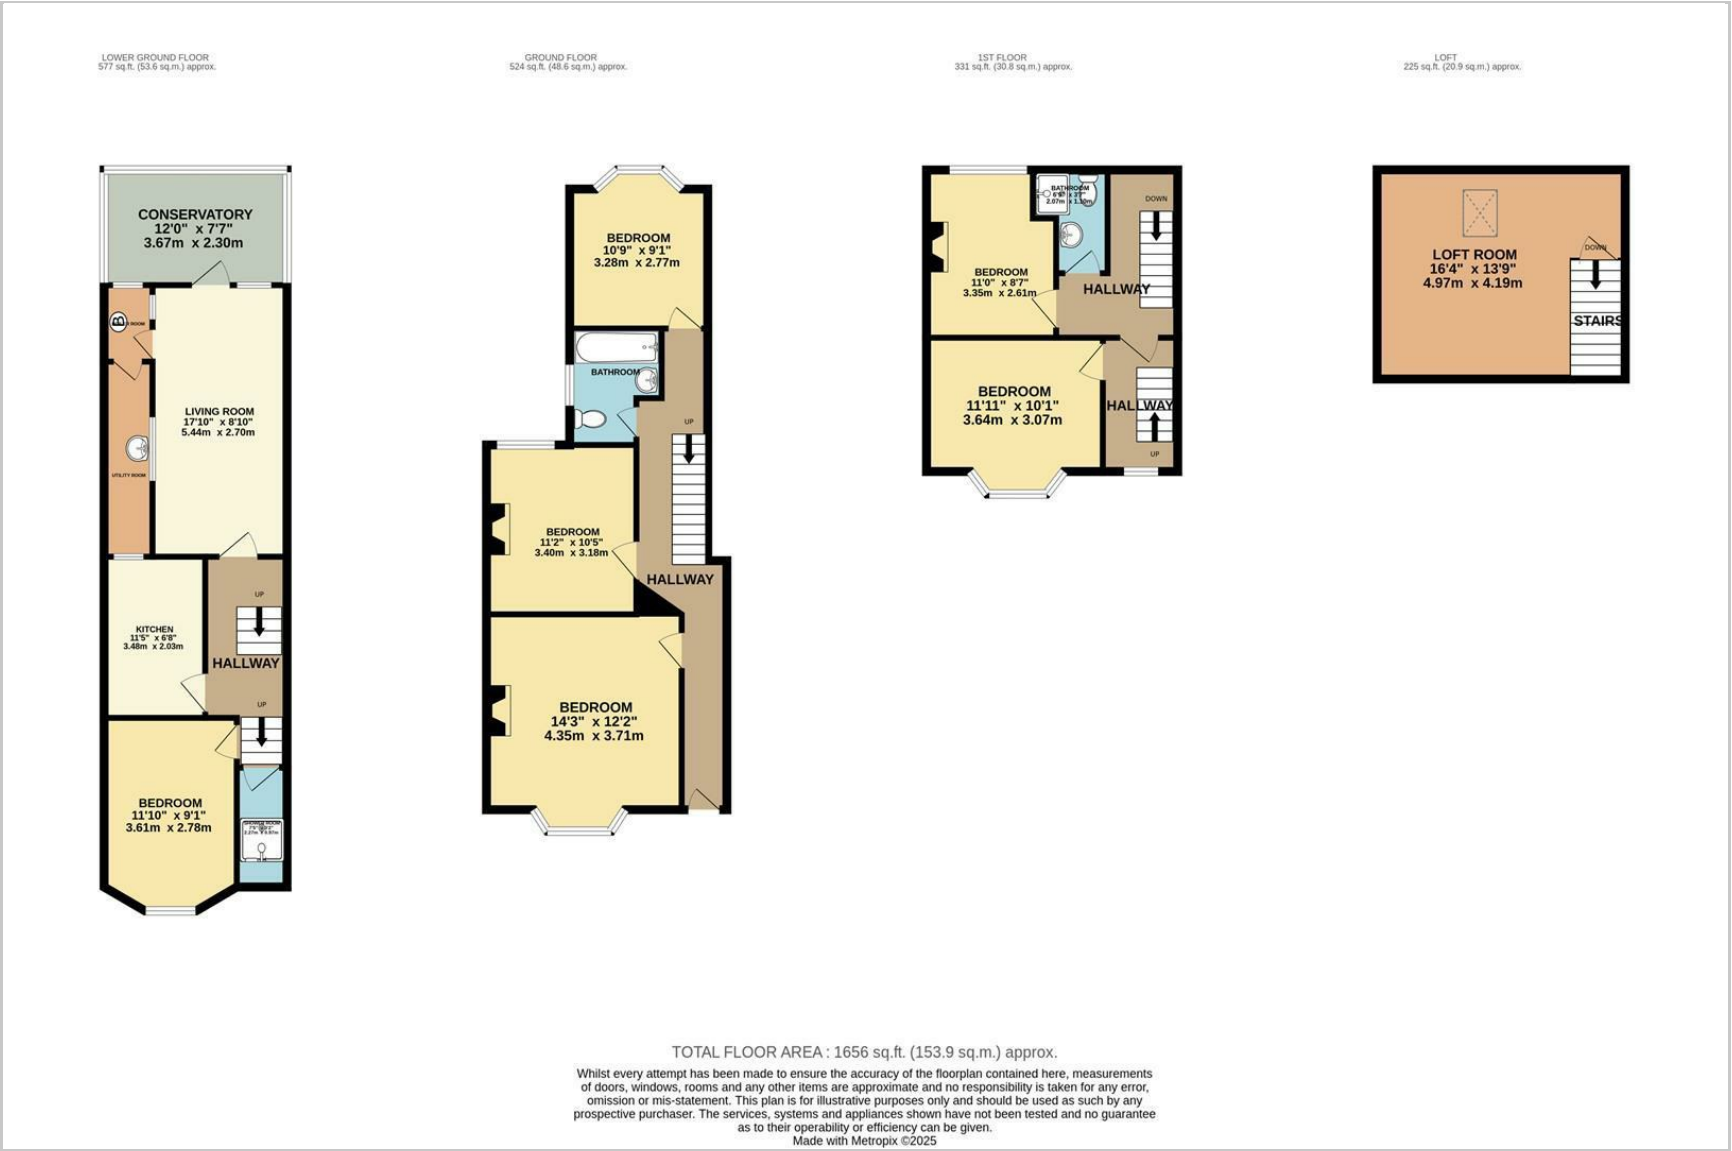 LOWER GROUND FLOOR
577 sq.ft. (53.6 sq.m.) approx.
GROUND FLOOR
524 sq.ft. (48.6 sq.m.) approx.
1ST FLOOR
331 sq.ft. (30.8 sq.m.) approx.
LOFT
225 sq.ft. (20.9 sq.m.) approx.
CONSERVATORY
12'0" x 7'7"
3.67m x 2.30m
B
ROOM
LIVING ROOM
17'10" x 8'10"
5.44m x 2.70m
UTILITY ROOM
UP
KITCHEN
11'5" x 6'8"
3.48m x 2.03m
HALLWAY
UP
BEDROOM
11'10" x 9'1"
3.61m x 2.78m
SHOWER ROOM
BEDROOM
10'9" x 9'1"
3.28m x 2.77m
BATHROOM
UP
BEDROOM
11'2" x 10'5"
3.40m x 3.18m
HALLWAY
BEDROOM
14'3" x 12'2"
4.35m x 3.71m
BATHROOM
DOWN
BEDROOM
11'0" x 8'7"
3.35m x 2.61m
HALLWAY
BEDROOM
11'11" x 10'1"
3.64m x 3.07m
HALLWAY
UP
DOWN
LOFT ROOM
16'4" x 13'9"
4.97m x 4.19m
STAIRS
TOTAL FLOOR AREA : 1656 sq.ft. (153.9 sq.m.) approx.
Whilst every attempt has been made to ensure the accuracy of the floorplan contained here, measurements
of doors, windows, rooms and any other items are approximate and no responsibility is taken for any error,
omission or mis-statement. This plan is for illustrative purposes only and should be used as such by any
prospective purchaser. The services, systems and appliances shown have not been tested and no guarantee
as to their operability or efficiency can be given.
Made with Metropix ©2025